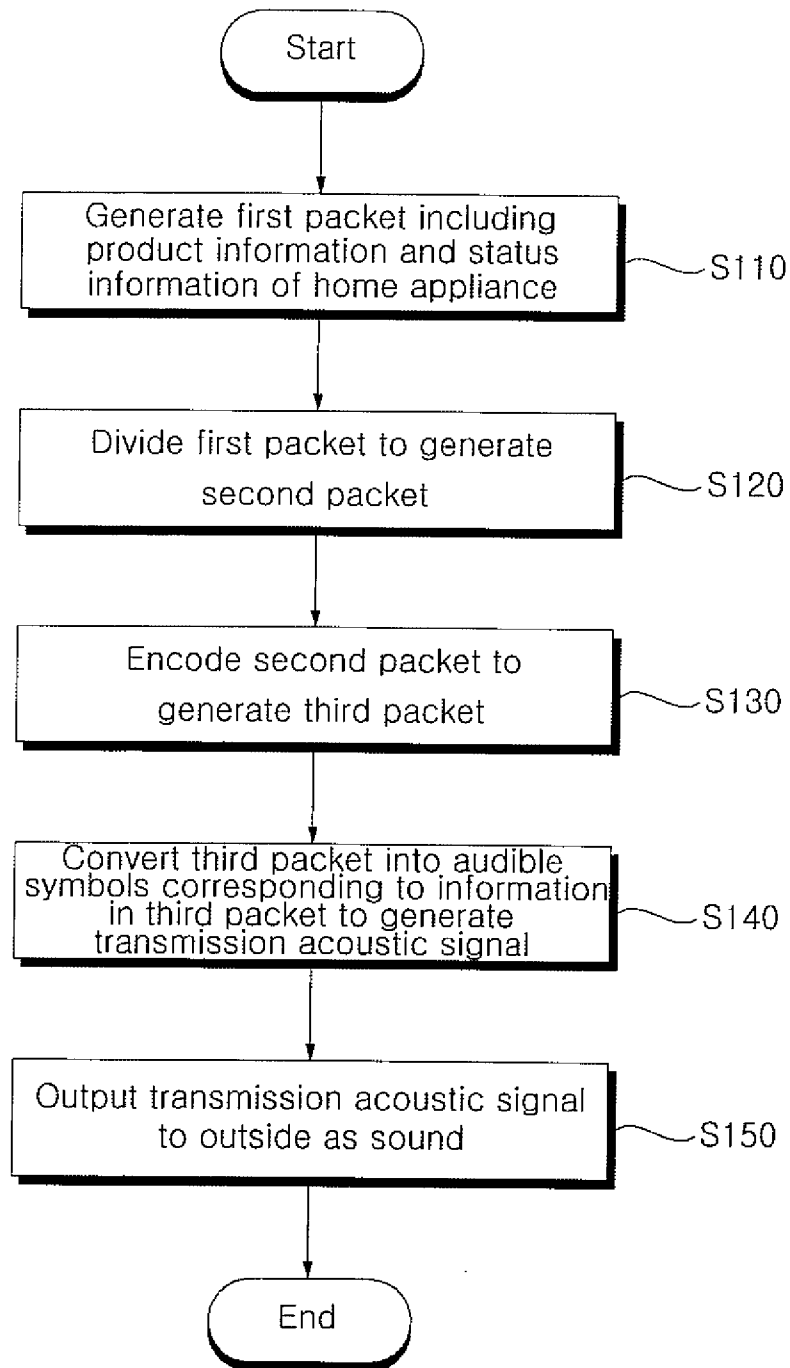 Start
Generate first packet including
product information and status
information of home appliance
S110
Divide first packet to generate
second packet
S120
Encode second packet to
generate third packet
S130
Convert third packet into audible
symbols corresponding to information
in third packet to generate
transmission acoustic signal
S140
Output transmission acoustic signal
to outside as sound
S150
End